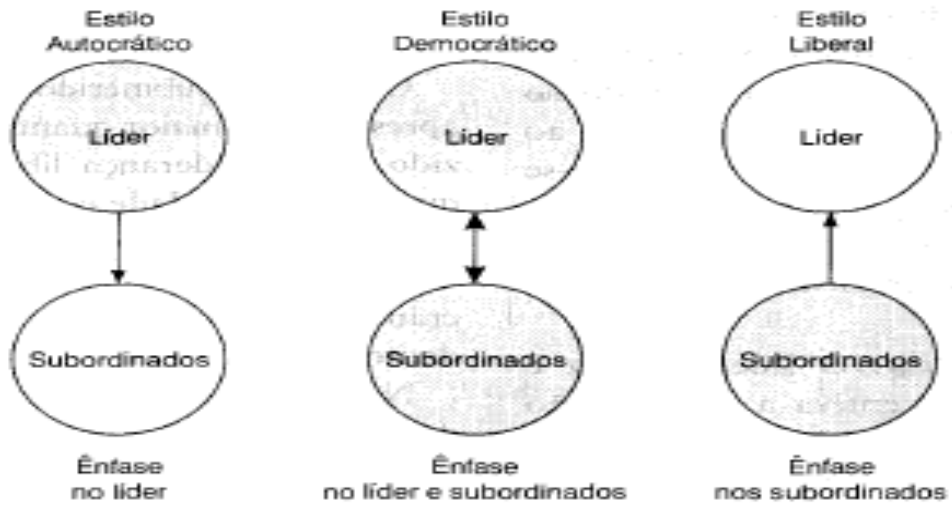 Estilo
Autocrático
Líder
Subordinados
Ênfase
no líder
Estilo
Democrático
Líder
Subordinados
Ênfase
no líder e subordinados
Estilo
Liberal
Líder
Subordinados
Ênfase
nos subordinados